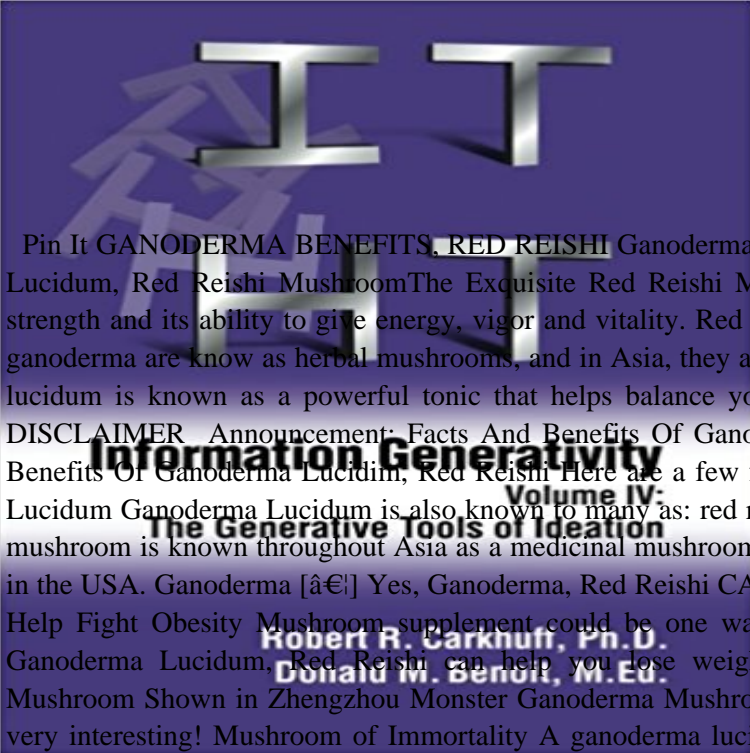 I T
H T
Pin It GANODERMA BENEFITS, RED REISHI Ganoderma
Lucidum, Red Reishi MushroomThe Exquisite Red Reishi M
strength and its ability to give energy, vigor and vitality. Red
ganoderma are know as herbal mushrooms, and in Asia, they a
lucidum is known as a powerful tonic that helps balance yo
DISCLAIMER Announcement: Facts And Benefits Of Gano
Information Generativity
Benefits Of Ganoderma Lucidim, Red Reishi Here are a few
Volume IV:
Lucidum Ganoderma Lucidum is also known to many as: red
The Generative Tools of Ideation
mushroom is known throughout Asia as a medicinal mushroom
in the USA. Ganoderma [â€¦] Yes, Ganoderma, Red Reishi CA
Help Fight Obesity Mushroom supplement could be one wa
Robert R. Carkhuff, Ph.D.
Ganoderma Lucidum, Red Reishi can help you lose weigh
Donald M. Benoit, M.Ed.
Mushroom Shown in Zhengzhou Monster Ganoderma Mushro
very interesting! Mushroom of Immortality A ganoderma luc